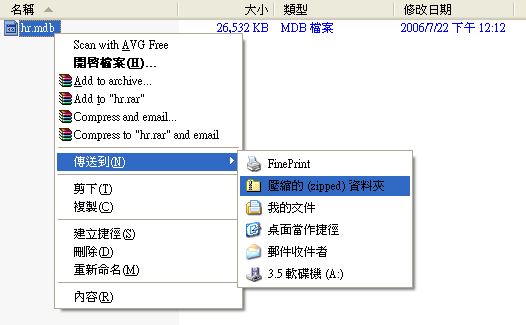 名稱 大小 類型 修改日期
hr.mdb 26,532 KB MDB 檔案 2006/7/22 下午 12:12
Scan with AVG Free
開啓檔案(H)...
Add to archive...
Add to "hr.rar"
Compress and email...
Compress to "hr.rar" and email
傳送到(N)
FinePrint
壓縮的 (zipped) 資料夾
我的文件
桌面當作捷徑
郵件收件者
3.5 軟碟機 (A:)
剪下(T)
複製(C)
建立捷徑(S)
刪除(D)
重新命名(M)
內容(R)